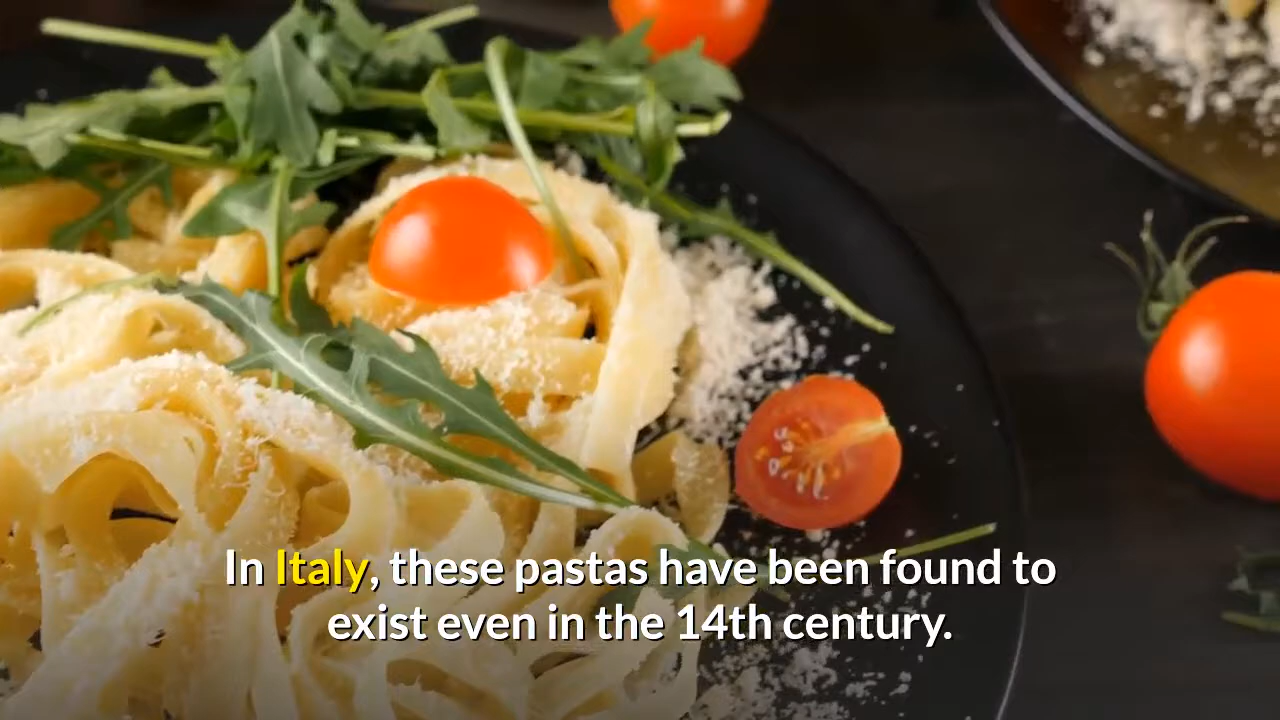 In Italy, these pastas have been found to
exist even in the 14th century.